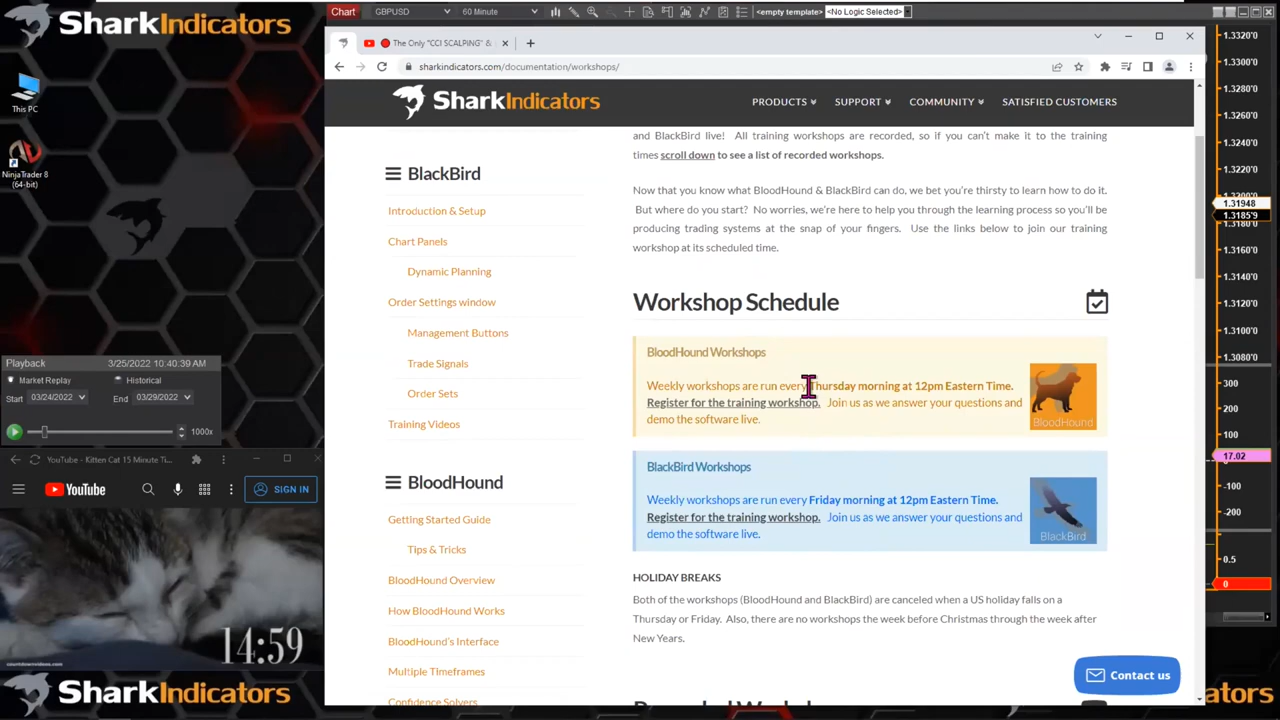 SharkIndicators
This PC
NinjaTrader 8
(64-bit)
Playback
3/25/2022 10:40:39 AM
Market Replay
Historical
Start
03/24/2022
End
03/29/2022
1000x
YouTube - Kitten Cat 15 Minute Ti...
YouTube
SIGN IN
14:59
countdownvideos.com
SharkIndicators
Chart
GBPUSD
60 Minute
<empty template>
<No Logic Selected>
The Only "CCI SCALPING" &
sharkindicators.com/documentation/workshops/
SharkIndicators
PRODUCTS
SUPPORT
COMMUNITY
SATISFIED CUSTOMERS
BlackBird
Introduction & Setup
Chart Panels
Dynamic Planning
Order Settings window
Management Buttons
Trade Signals
Order Sets
Training Videos
BloodHound
Getting Started Guide
Tips & Tricks
BloodHound Overview
How BloodHound Works
BloodHound's Interface
Multiple Timeframes
Confidence Solvers
and BlackBird live! All training workshops are recorded, so if you can't make it to the training
times scroll down to see a list of recorded workshops.
Now that you know what BloodHound & BlackBird can do, we bet you're thirsty to learn how to do it.
But where do you start? No worries, we're here to help you through the learning process so you'll be
producing trading systems at the snap of your fingers. Use the links below to join our training
workshop at its scheduled time.
Workshop Schedule
BloodHound Workshops
Weekly workshops are run every Thursday morning at 12pm Eastern Time.
Register for the training workshop. Join us as we answer your questions and
demo the software live.
BloodHound
BlackBird Workshops
Weekly workshops are run every Friday morning at 12pm Eastern Time.
Register for the training workshop. Join us as we answer your questions and
demo the software live.
BlackBird
HOLIDAY BREAKS
Both of the workshops (BloodHound and BlackBird) are canceled when a US holiday falls on a
Thursday or Friday. Also, there are no workshops the week before Christmas through the week after
New Years.
Contact us
1.3320'0
1.3300'0
1.3280'0
1.3260'0
1.3240'0
1.3220'0
1.31948
1.3185'9
1.3180'0
1.3160'0
1.3140'0
1.3120'0
1.3100'0
1.3080'0
300
200
100
17.02
-100
-200
0.5
0